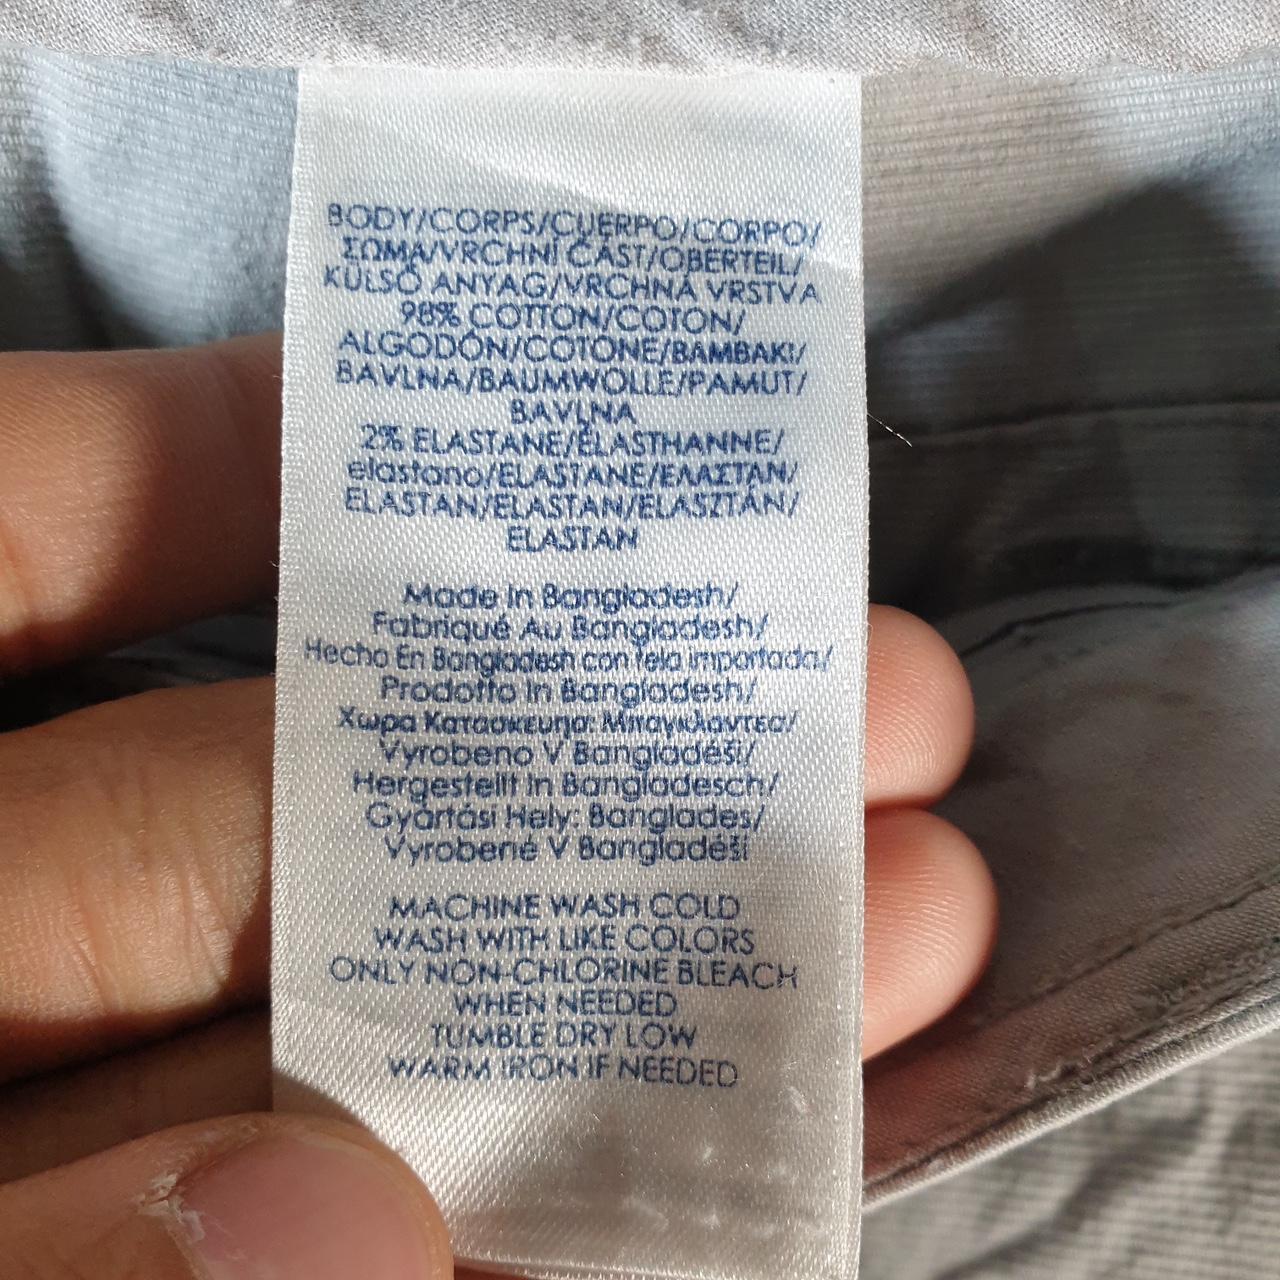 BODY/CORPS/CUERPO/CORPO/
ΣΩΜΑ/VRCHNÍ ČAST/OBERTEIL/
KÜLSŐ ANYAG/VRCHNÁ VRSTVA
98% COTTON/COTON/
ALGODÓN/COTONE/BAMBAKI/
BAVLNA/BAUMWOLLE/PAMUT/
BAVLNA
2% ELASTANE/ÉLASTHANNE/
elastano/ELASTANE/ΕΛΑΣΤΑΝ/
ELASTAN/ELASTAN/ELASZTÁN/
ELASTAN
Made In Bangladesh/
Fabriqué Au Bangladesh/
Hecho En Bangladesh con tela importada/
Prodotto In Bangladesh/
Χωρα Κατασκευης: Μπαγκλαντεσ/
Vyrobeno V Bangladéši/
Hergestellt In Bangladesch/
Gyártási Hely: Banglades/
Vyrobené V Bangladéši
MACHINE WASH COLD
WASH WITH LIKE COLORS
ONLY NON-CHLORINE BLEACH
WHEN NEEDED
TUMBLE DRY LOW
WARM IRON IF NEEDED